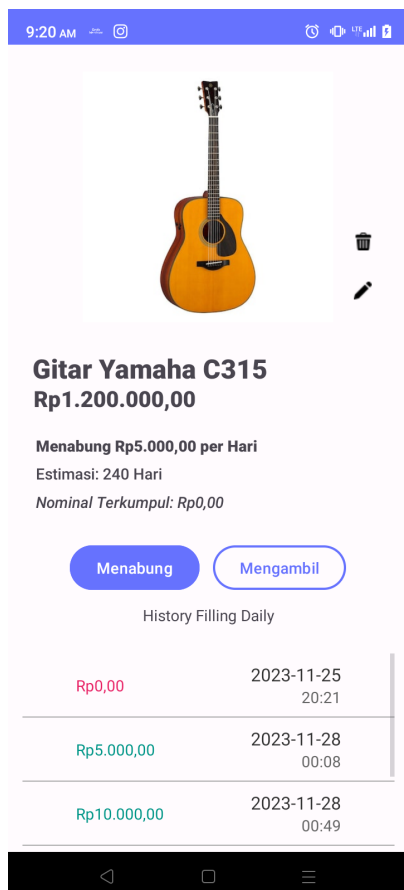 9:20 AM
LTE
Gitar Yamaha C315
Rp1.200.000,00
Menabung Rp5.000,00 per Hari
Estimasi: 240 Hari
Nominal Terkumpul: Rp0,00
Menabung
Mengambil
History Filling Daily
Rp0,00
2023-11-25
20:21
Rp5.000,00
2023-11-28
00:08
Rp10.000,00
2023-11-28
00:49